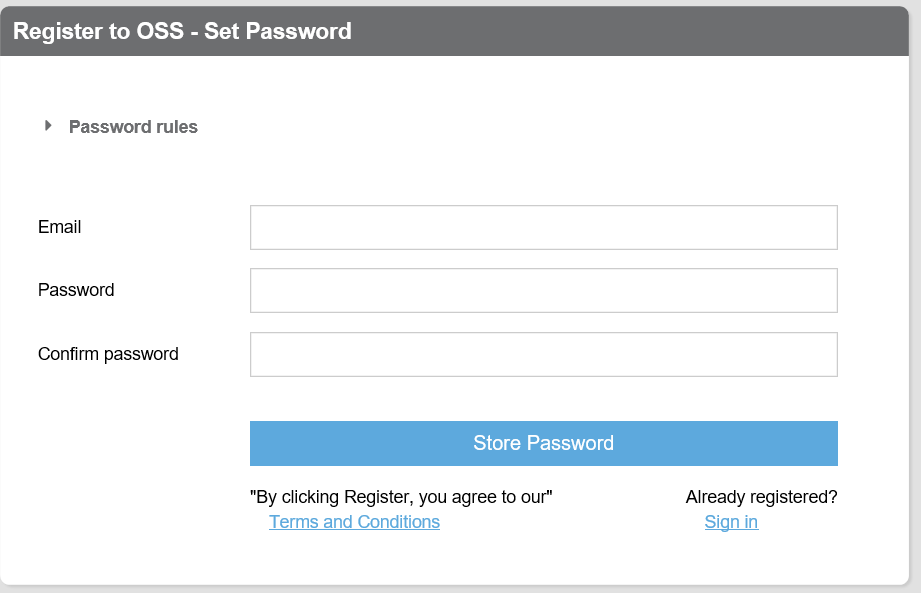 Register to OSS - Set Password
Password rules
Email
Password
Confirm password
Store Password
"By clicking Register, you agree to our"
Terms and Conditions
Already registered?
Sign in